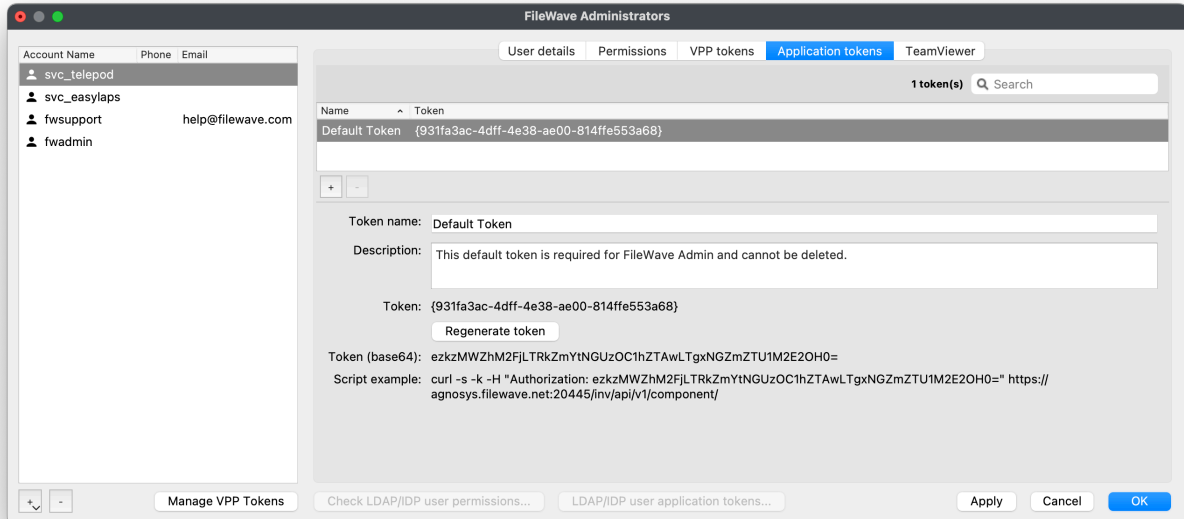 FileWave Administrators
Account Name Phone Email
svc_telepod
svc_easylaps
fwsupport help@filewave.com
fwadmin
User details Permissions VPP tokens Application tokens TeamViewer
1 token(s) Search
Name Token
Default Token {931fa3ac-4dff-4e38-ae00-814ffe553a68}
+ -
Token name: Default Token
Description: This default token is required for FileWave Admin and cannot be deleted.
Token: {931fa3ac-4dff-4e38-ae00-814ffe553a68}
Regenerate token
Token (base64): ezkzMWZhM2FjLTRkZmYtNGUzOC1hZTAwLTgxNGZmZTU1M2E2OH0=
Script example: curl -s -k -H "Authorization: ezkzMWZhM2FjLTRkZmYtNGUzOC1hZTAwLTgxNGZmZTU1M2E2OH0=" https://
agnosys.filewave.net:20445/inv/api/v1/component/
+ - Manage VPP Tokens Check LDAP/IDP user permissions... LDAP/IDP user application tokens... Apply Cancel OK